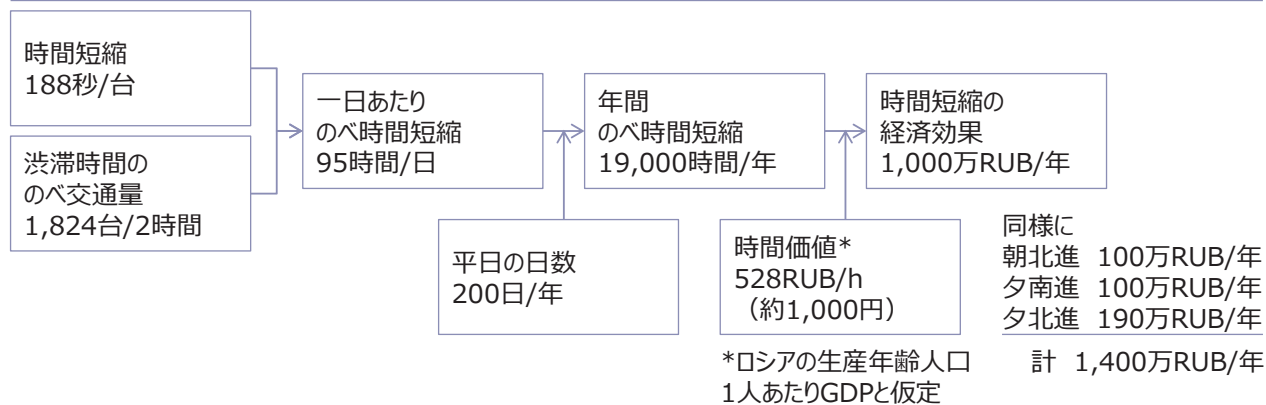 時間短縮
188秒/台
渋滞時間の
のべ交通量
1,824台/2時間
一日あたり
のべ時間短縮
95時間/日
平日の日数
200日/年
年間
のべ時間短縮
19,000時間/年
時間価値*
528RUB/h
（約1,000円）
*ロシアの生産年齢人口
1人あたりGDPと仮定
時間短縮の
経済効果
1,000万RUB/年
同様に
朝北進 100万RUB/年
夕南進 100万RUB/年
夕北進 190万RUB/年
計 1,400万RUB/年